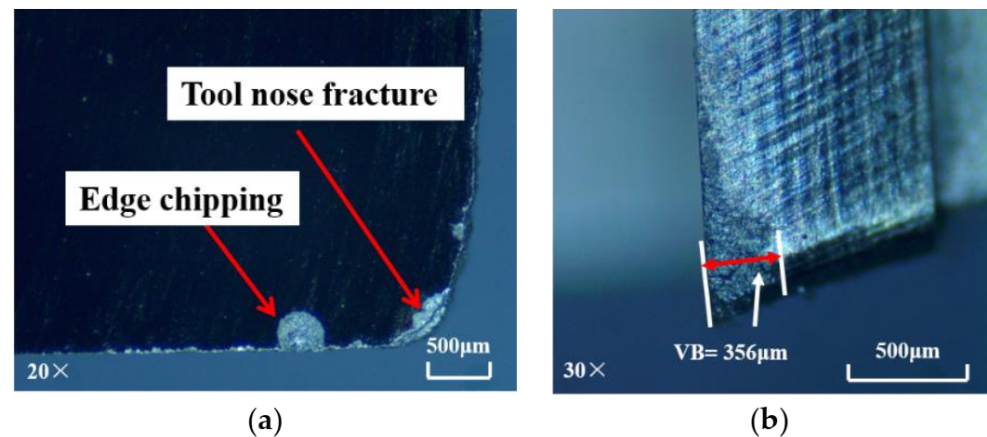 Tool nose fracture
Edge chipping
500μm
20×
(a)
VB= 356μm
500μm
30×
(b)